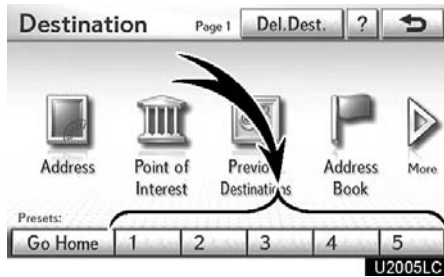 Destination Page 1 Del.Dest. ?
Address Point of Interest Destinations Address Book More
Presets:
Go Home 1 2 3 4 5
U2005LC